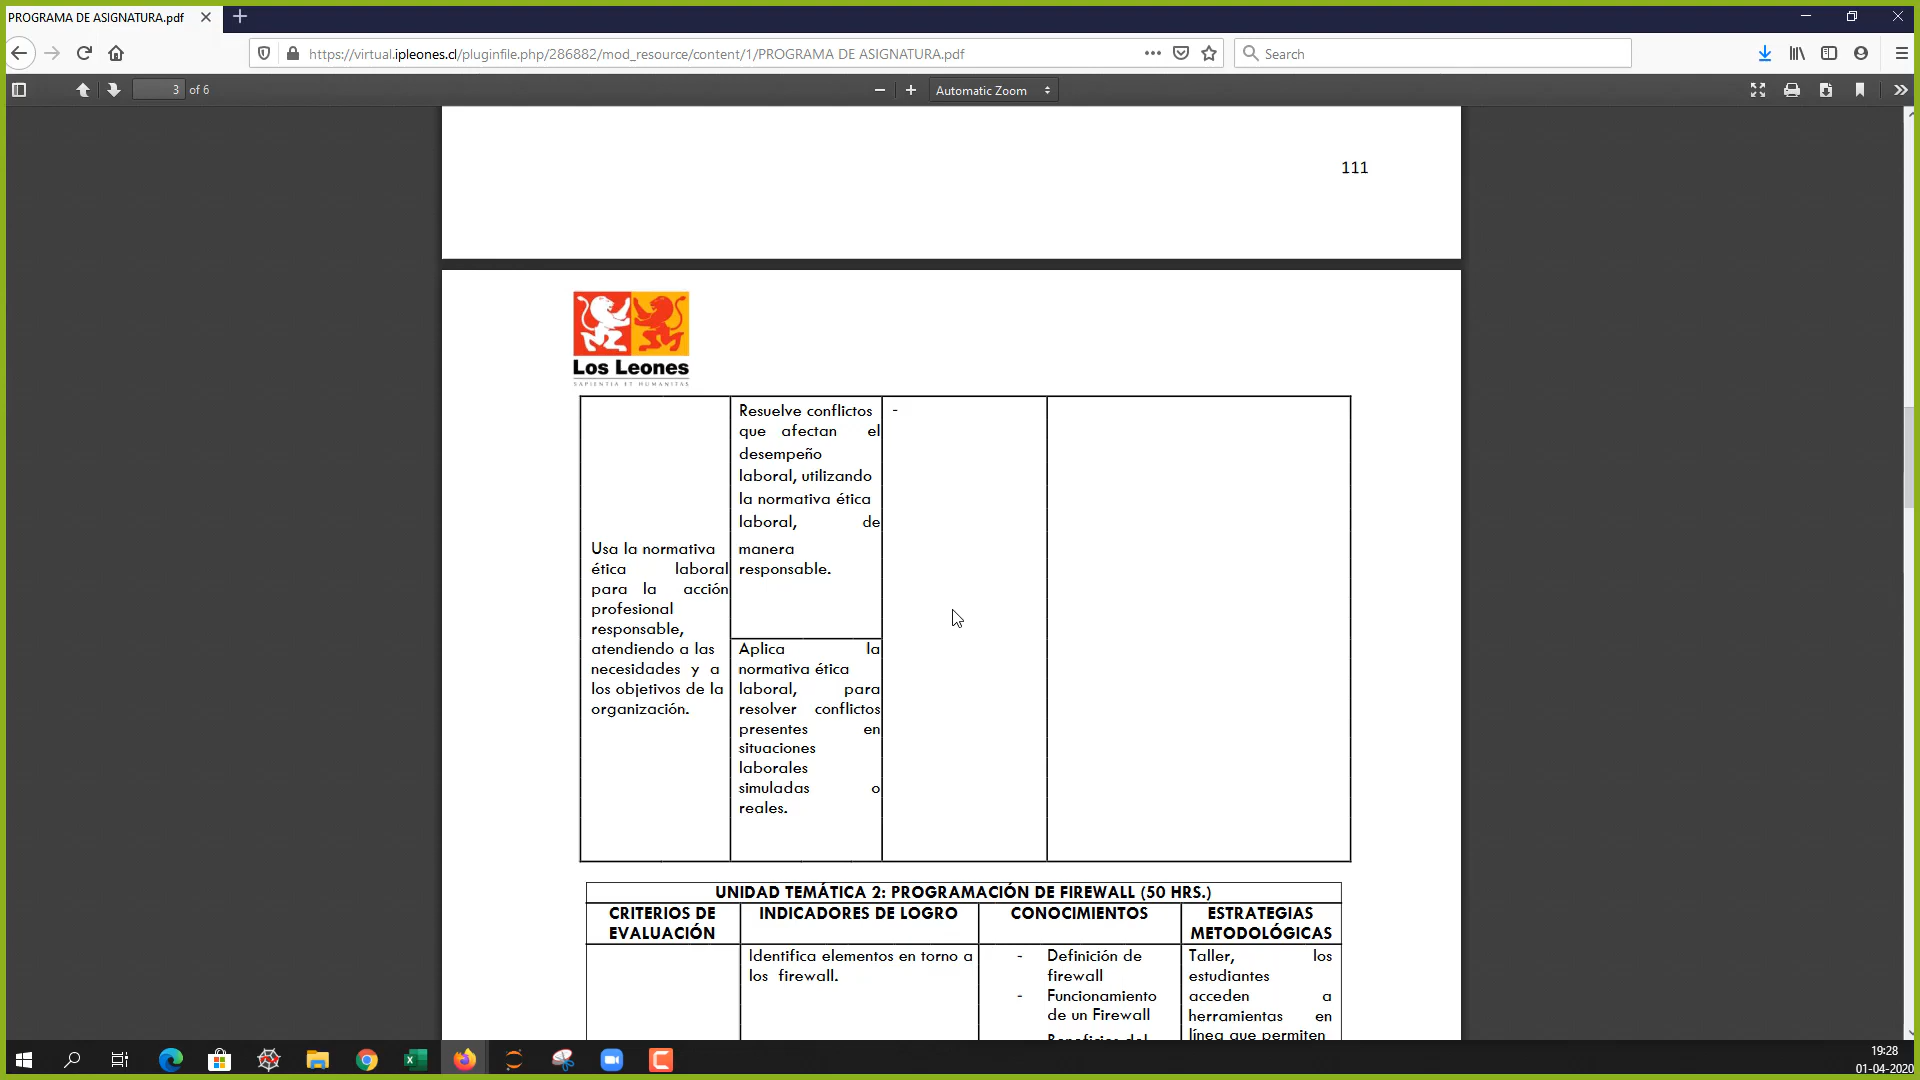 PROGRAMA DE ASIGNATURA.pdf
https://virtual.ipleones.cl/pluginfile.php/286882/mod_resource/content/1/PROGRAMA DE ASIGNATURA.pdf
Search
3 of 6
Automatic Zoom
111
Los Leones
SAPIENTIA ET HUMANITAS
Usa la normativa
ética laboral
para la acción
profesional
responsable,
atendiendo a las
necesidades y a
los objetivos de la
organización.
Resuelve conflictos
que afectan el
desempeño
laboral, utilizando
la normativa ética
laboral, de
manera
responsable.
-
Aplica la
normativa ética
laboral, para
resolver conflictos
presentes en
situaciones
laborales
simuladas o
reales.
UNIDAD TEMÁTICA 2: PROGRAMACIÓN DE FIREWALL (50 HRS.)
CRITERIOS DE
EVALUACIÓN
INDICADORES DE LOGRO
CONOCIMIENTOS
ESTRATEGIAS
METODOLÓGICAS
Identifica elementos en torno a
los firewall.
- Definición de
firewall
- Funcionamiento
de un Firewall
Beneficios del
Taller, los
estudiantes
acceden a
herramientas en
línea que permiten
19:28
01-04-2020